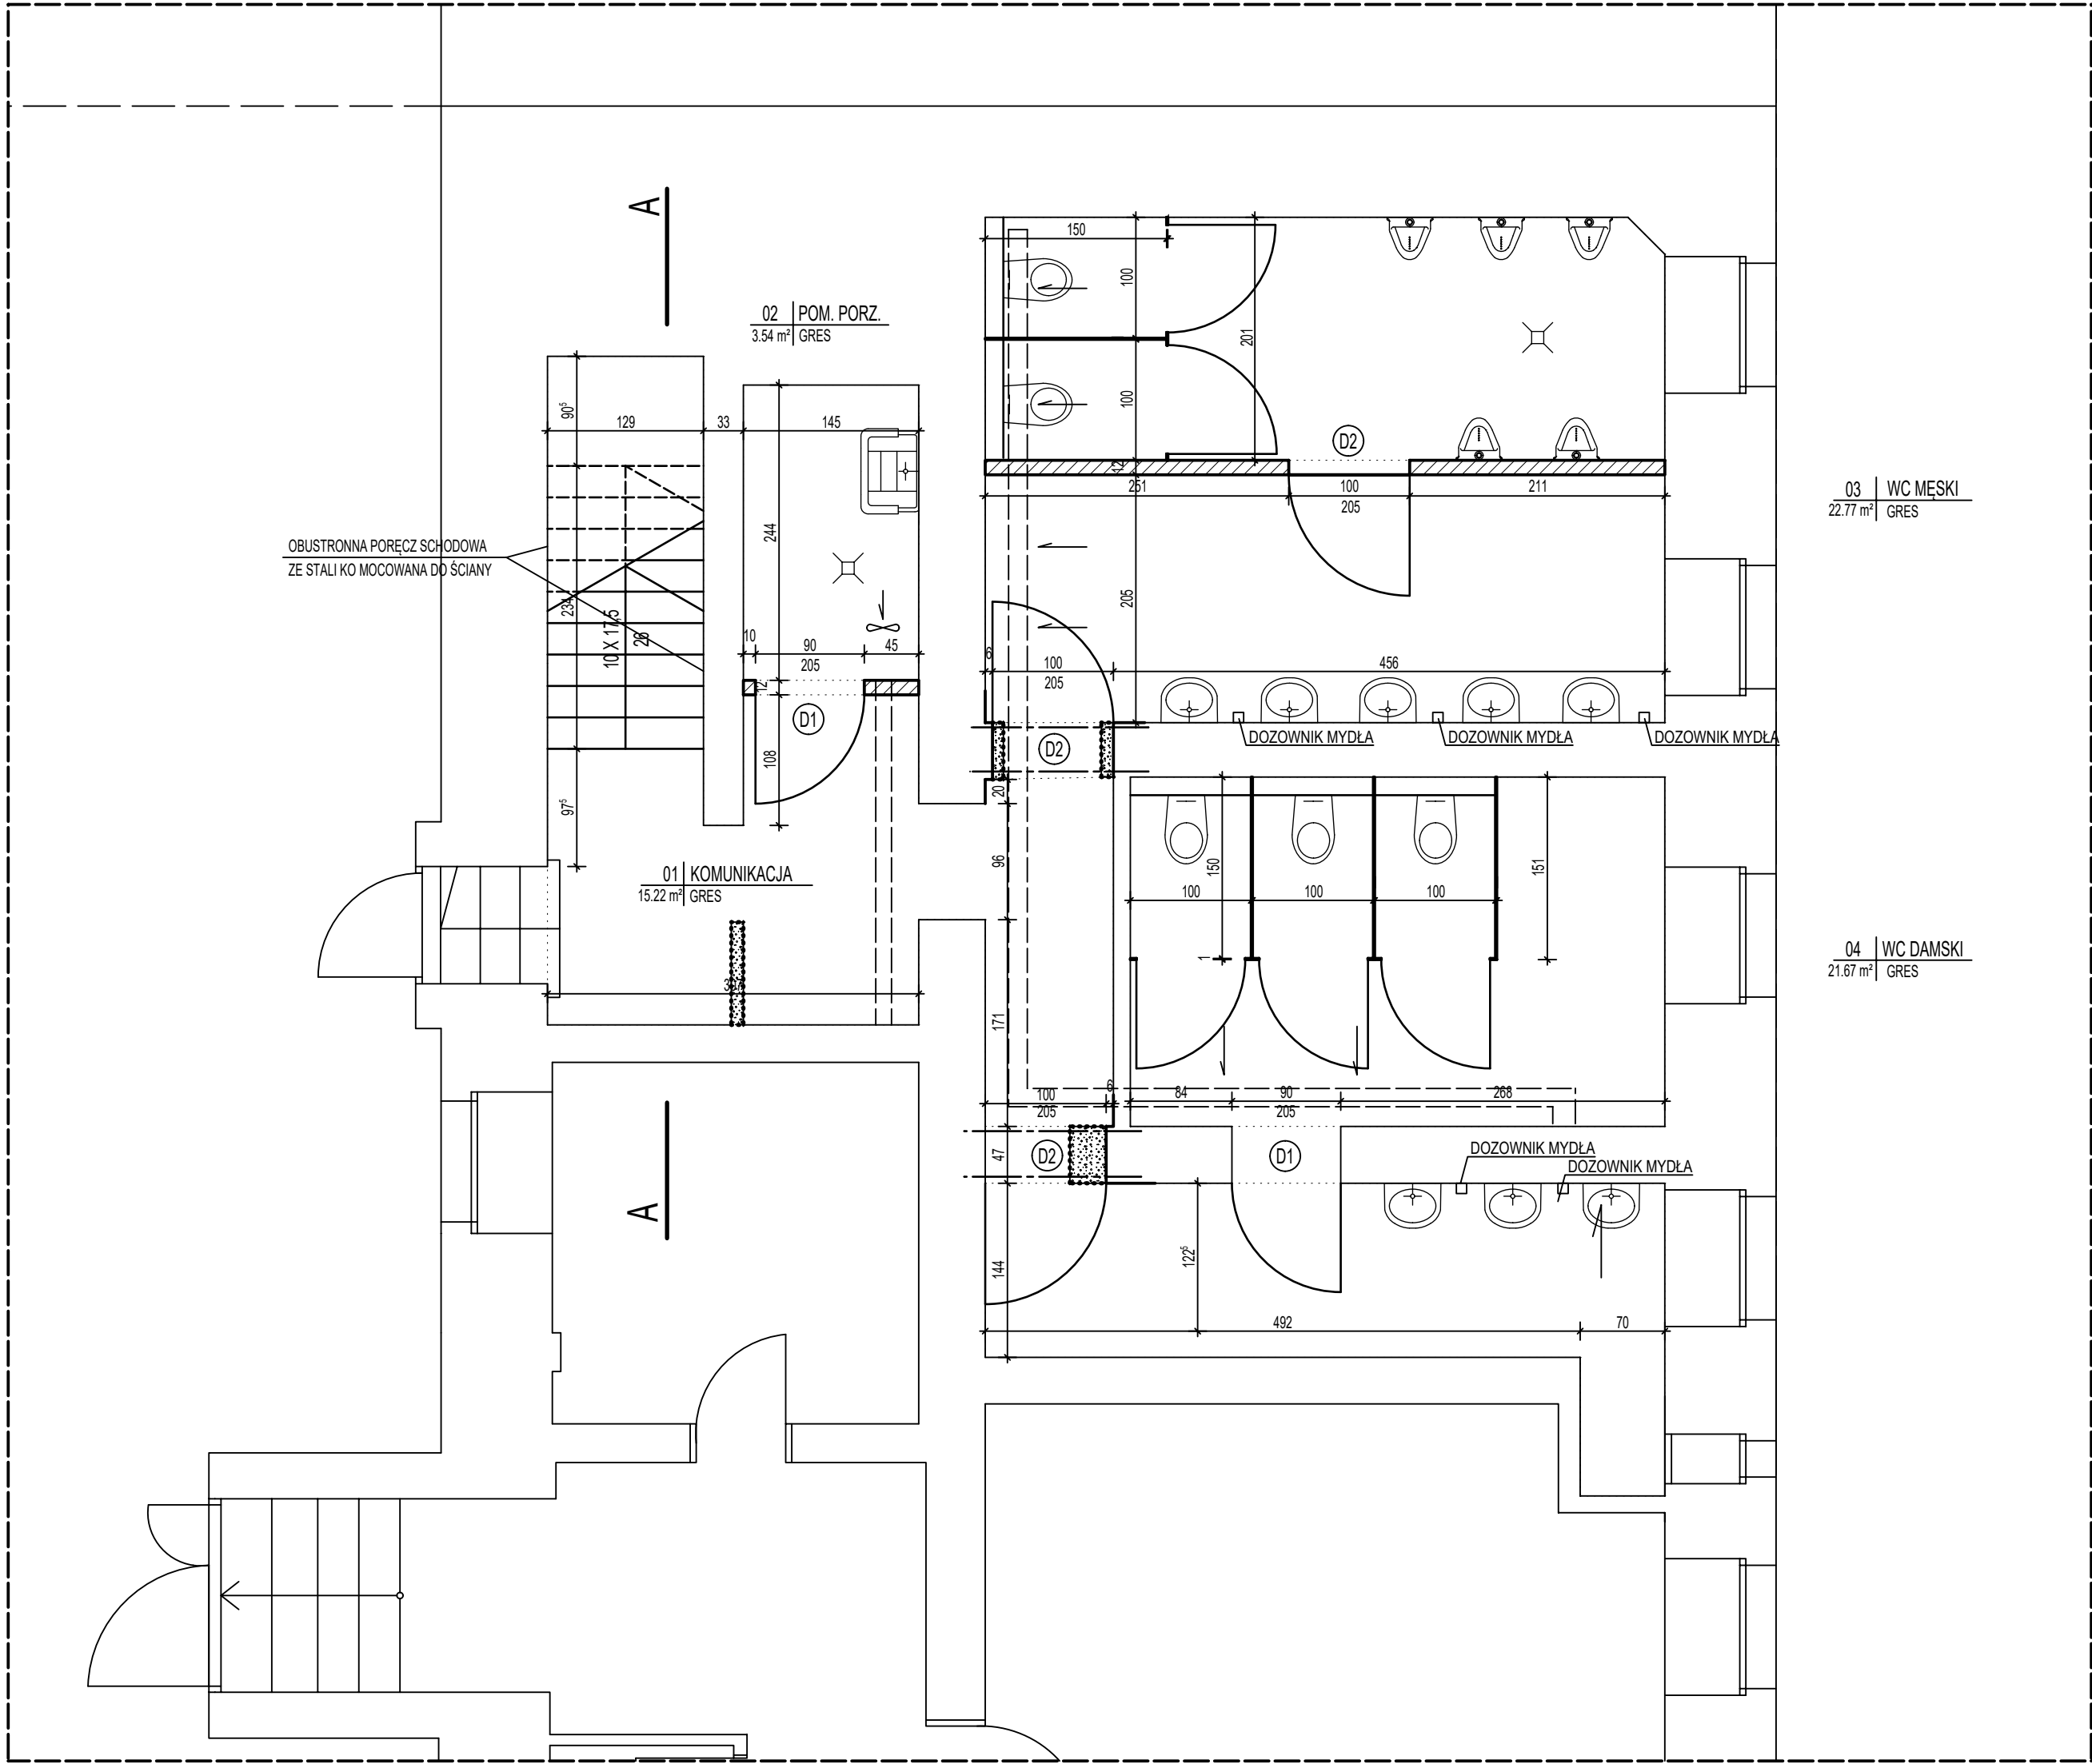 A
150
100
201
02 POM. PORZ.
3.54 m² GRES
100
90⁵
129
33
145
D2
12
251
100
211
205
03 WC MĘSKI
22.77 m² GRES
OBUSTRONNA PORĘCZ SCHODOWA
ZE STALI KO MOCOWANA DO ŚCIANY
244
234
10 X 17,5
26
205
10
90
45
205
6
100
456
205
12
D1
108
D2
DOZOWNIK MYDŁA
DOZOWNIK MYDŁA
DOZOWNIK MYDŁA
97⁵
20
96
150
151
01 KOMUNIKACJA
15.22 m² GRES
100
100
100
04 WC DAMSKI
21.67 m² GRES
1
171
100
6
84
90
268
205
205
47
D2
D1
DOZOWNIK MYDŁA
DOZOWNIK MYDŁA
A
144
122⁵
492
70